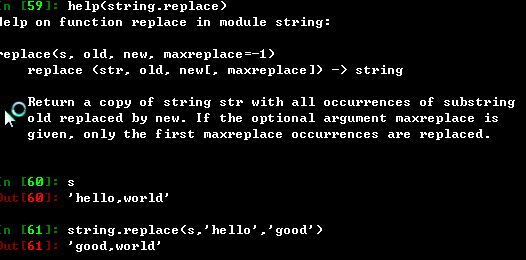 n [59]: help(string.replace)
elp on function replace in module string:
replace(s, old, new, maxreplace=-1)
replace (str, old, new[, maxreplace]) -> string
Return a copy of string str with all occurrences of substring
old replaced by new. If the optional argument maxreplace is
given, only the first maxreplace occurrences are replaced.
n [60]: s
ut[60]: 'hello,world'
n [61]: string.replace(s,'hello','good')
ut[61]: 'good,world'